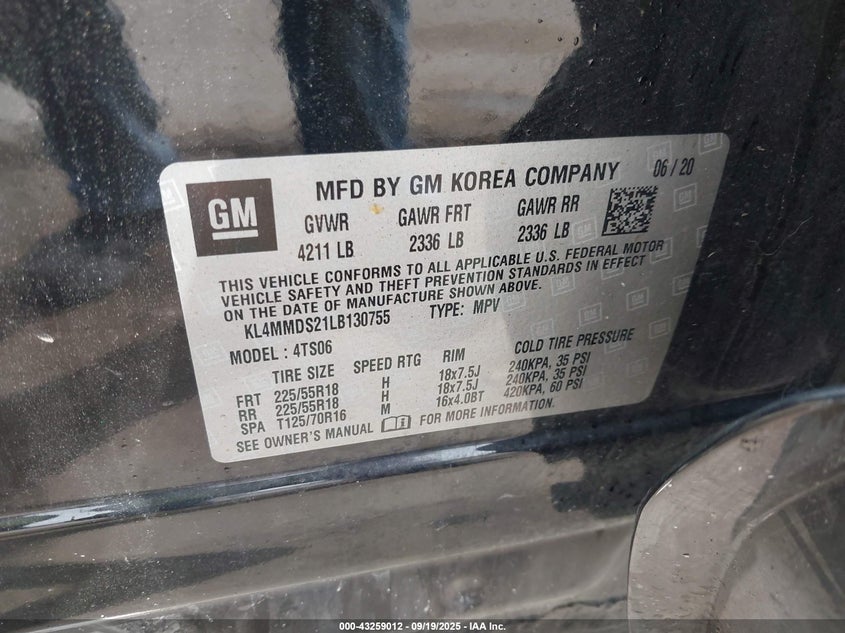 GM
MFD BY GM KOREA COMPANY 06/20
GVWR GAWR FRT GAWR RR
4211 LB 2336 LB 2336 LB
THIS VEHICLE CONFORMS TO ALL APPLICABLE U.S. FEDERAL MOTOR
VEHICLE SAFETY AND THEFT PREVENTION STANDARDS IN EFFECT
ON THE DATE OF MANUFACTURE SHOWN ABOVE.
KL4MMDS21LB130755 TYPE: MPV
MODEL: 4TS06
TIRE SIZE SPEED RTG RIM COLD TIRE PRESSURE
FRT 225/55R18 H 18x7.5J 240KPA, 35 PSI
RR 225/55R18 H 18x7.5J 240KPA, 35 PSI
SPA T125/70R16 M 16x4.0BT 420KPA, 60 PSI
SEE OWNER'S MANUAL FOR MORE INFORMATION.
000-43259012 - 09/19/2025 - IAA Inc.